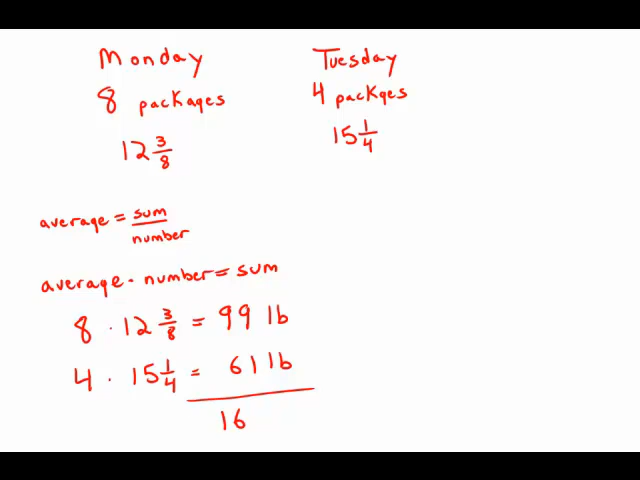 Monday
8 packages
12 3/8
Tuesday
4 packges
15 1/4
average = sum/number
average · number = sum
8 · 12 3/8 = 99 lb
4 · 15 1/4 = 61 lb
16